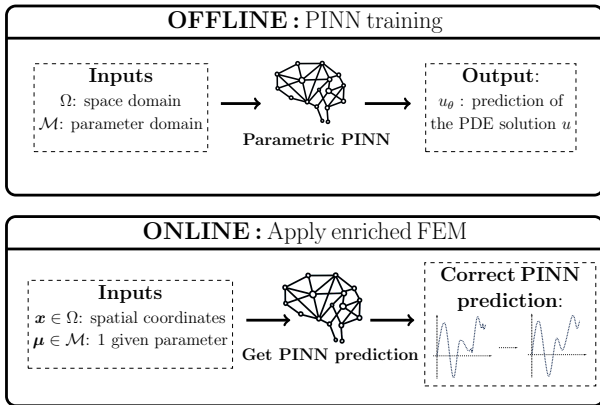 OFFLINE : PINN training
Inputs
Ω: space domain
ℳ: parameter domain
Parametric PINN
Output:
u_θ : prediction of
the PDE solution u
ONLINE : Apply enriched FEM
Inputs
x ∈ Ω: spatial coordinates
μ ∈ ℳ: 1 given parameter
Get PINN prediction
Correct PINN
prediction: